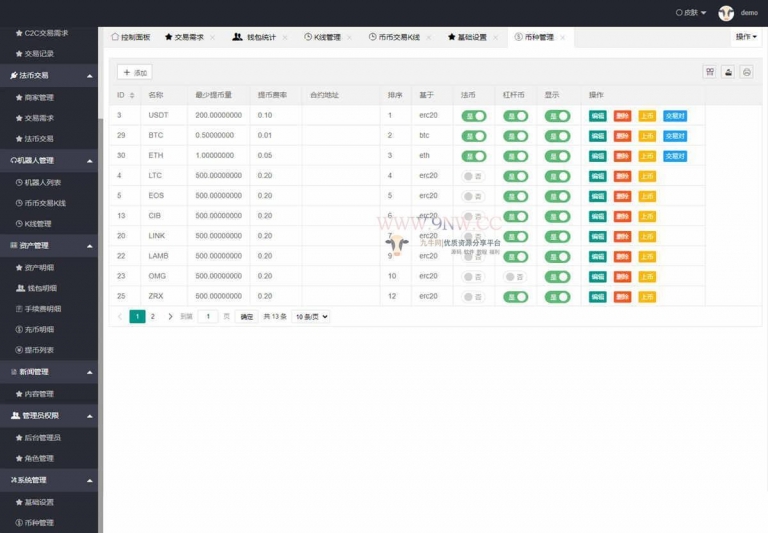 皮肤
demo
C2C交易需求
交易记录
法币交易
商家管理
交易需求
法币交易
机器人管理
机器人列表
币币交易K线
K线管理
资产管理
资产明细
钱包明细
手续费明细
充币明细
提币列表
新闻管理
内容管理
管理员权限
后台管理员
角色管理
系统管理
基础设置
币种管理
控制面板 交易需求 钱包统计 K线管理 币币交易K线 基础设置 币种管理 操作
添加
ID 名称 最少提币量 提币费率 合约地址 排序 基于 法币 杠杆币 显示 操作
3 USDT 200.00000000 0.10 1 erc20 是 是 是 编辑 删除 上币 交易对
29 BTC 0.50000000 0.01 2 btc 是 是 是 编辑 删除 上币 交易对
30 ETH 1.00000000 0.05 3 eth 是 是 是 编辑 删除 上币 交易对
4 LTC 500.00000000 0.20 4 erc20 否 是 是 编辑 删除 上币
5 EOS 500.00000000 0.20 5 erc20 否 是 是 编辑 删除 上币
13 CIB 500.00000000 0.20 6 erc20 否 是 是 编辑 删除 上币
WWW.9NW.CC
20 LINK 500.00000000 0.20 erc20 是 是 编辑 删除 上币
九牛网|优质资源分享平台
22 LAMB 500.00000000 0.20 9 erc20 否 是 是 编辑 删除 上币
23 OMG 500.00000000 0.20 10 erc20 否 否 是 编辑 删除 上币
25 ZRX 500.00000000 0.20 12 erc20 否 是 是 编辑 删除 上币
1 2 到第 1 页 确定 共 13 条 10 条/页